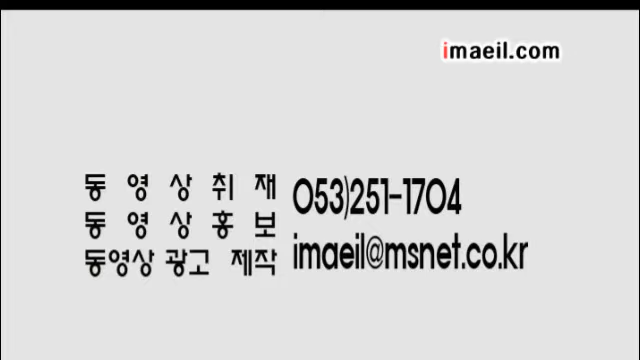 imaeil.com
동영상취재
동영상홍보
동영상 광고 제작
053)251-1704
imaeil@msnet.co.kr